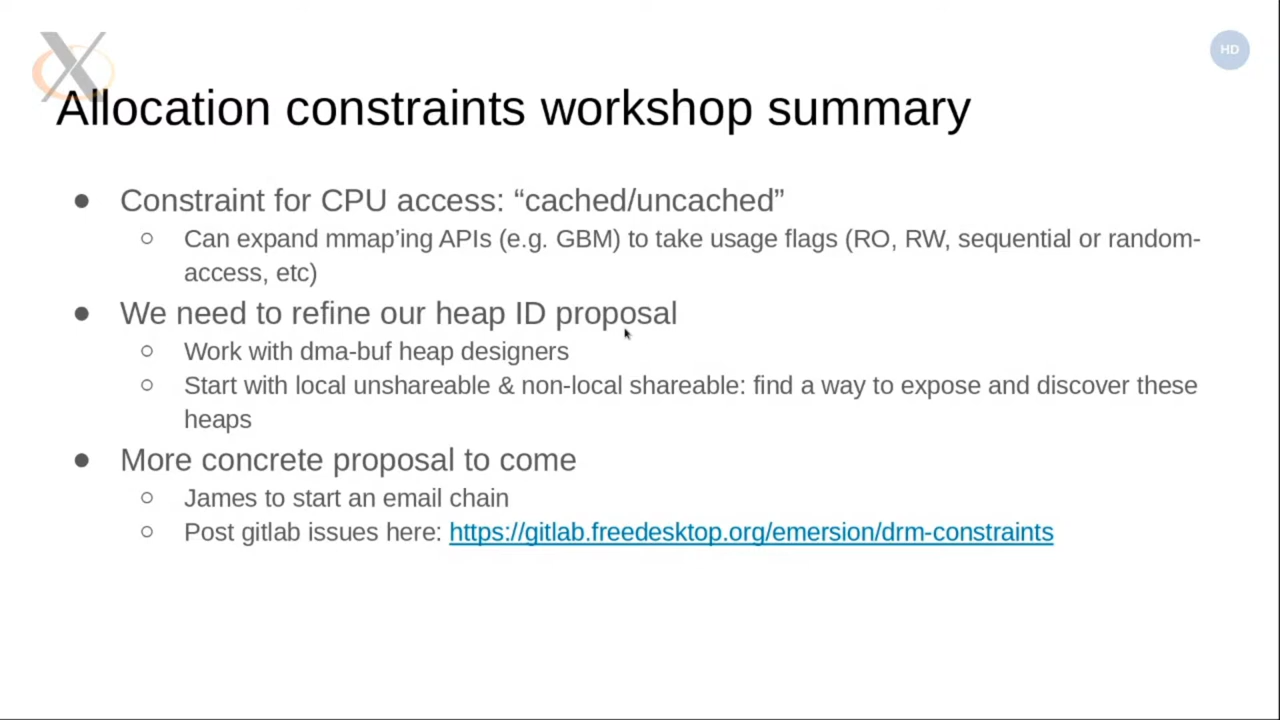 HD
Allocation constraints workshop summary
● Constraint for CPU access: “cached/uncached”
○ Can expand mmap’ing APIs (e.g. GBM) to take usage flags (RO, RW, sequential or random-
access, etc)
● We need to refine our heap ID proposal
○ Work with dma-buf heap designers
○ Start with local unshareable & non-local shareable: find a way to expose and discover these
heaps
● More concrete proposal to come
○ James to start an email chain
○ Post gitlab issues here: https://gitlab.freedesktop.org/emersion/drm-constraints